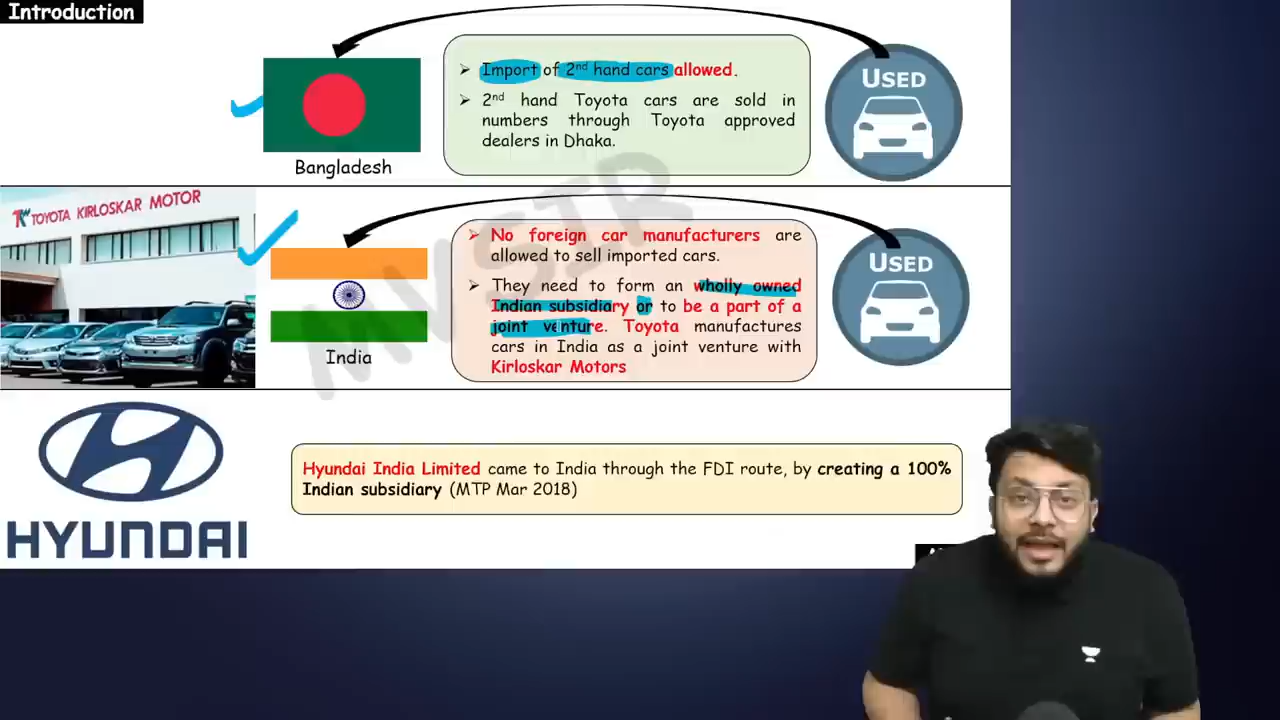 Introduction
➤ Import of 2nd hand cars allowed.
➤ 2nd hand Toyota cars are sold in
numbers through Toyota approved
dealers in Dhaka.
USED
Bangladesh
TOYOTA KIRLOSKAR MOTOR
➤ No foreign car manufacturers are
allowed to sell imported cars.
➤ They need to form an wholly owned
Indian subsidiary or to be a part of a
joint venture. Toyota manufactures
cars in India as a joint venture with
Kirloskar Motors
USED
India
MVSIR
Hyundai India Limited came to India through the FDI route, by creating a 100%
Indian subsidiary (MTP Mar 2018)
HYUNDAI